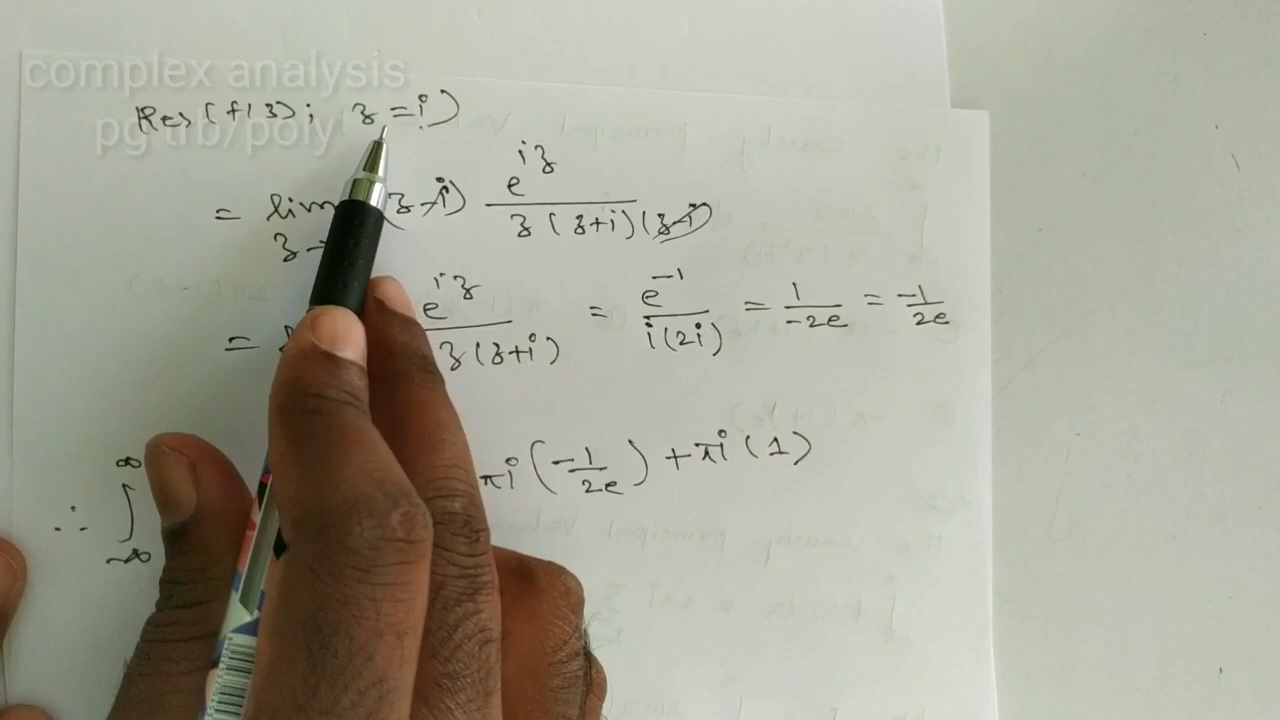 complex analysis
Res(f(z); z=i)
pg trb/poly
= lim (z-i) e^{iz} / z(z+i)(z-i)
z→
= e^{iz} / z(z+i) = e^{-1} / i(2i) = 1/-2e = -1/2e
∴ ∫_{-∞}^{∞} πi(-1/2e) + πi(1)